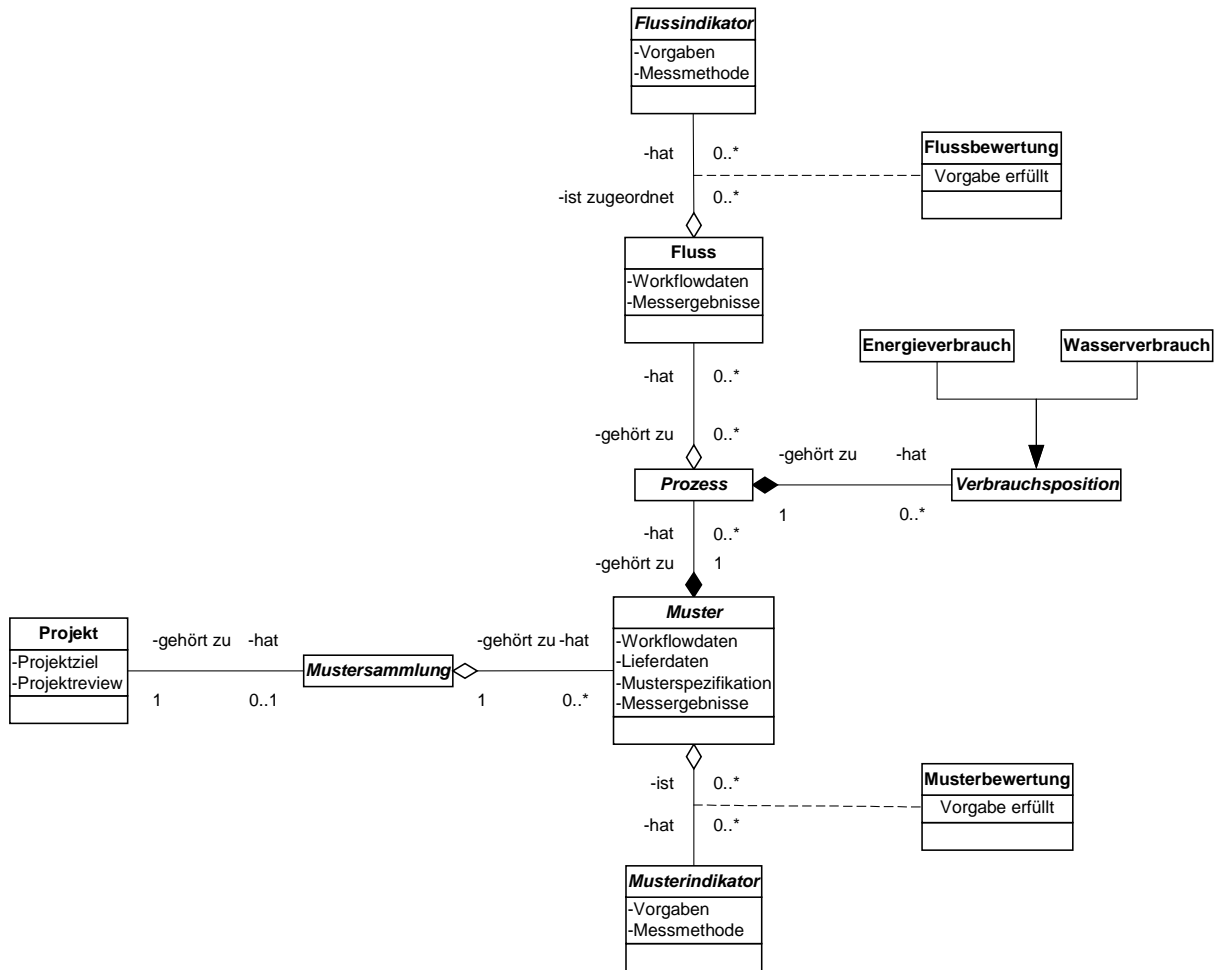 Flussindikator
-Vorgaben
-Messmethode
-hat 0..*
-ist zugeordnet 0..*
Flussbewertung
Vorgabe erfüllt
Fluss
-Workflowdaten
-Messergebnisse
-hat 0..*
-gehört zu 0..*
Energieverbrauch
Wasserverbrauch
Prozess
-gehört zu -hat
1 0..*
Verbrauchsposition
-hat 0..*
-gehört zu 1
Muster
-Workflowdaten
-Lieferdaten
-Musterspezifikation
-Messergebnisse
Projekt
-Projektziel
-Projektreview
-gehört zu -hat
1 0..1
Mustersammlung
-gehört zu -hat
1 0..*
-ist 0..*
-hat 0..*
Musterbewertung
Vorgabe erfüllt
Musterindikator
-Vorgaben
-Messmethode